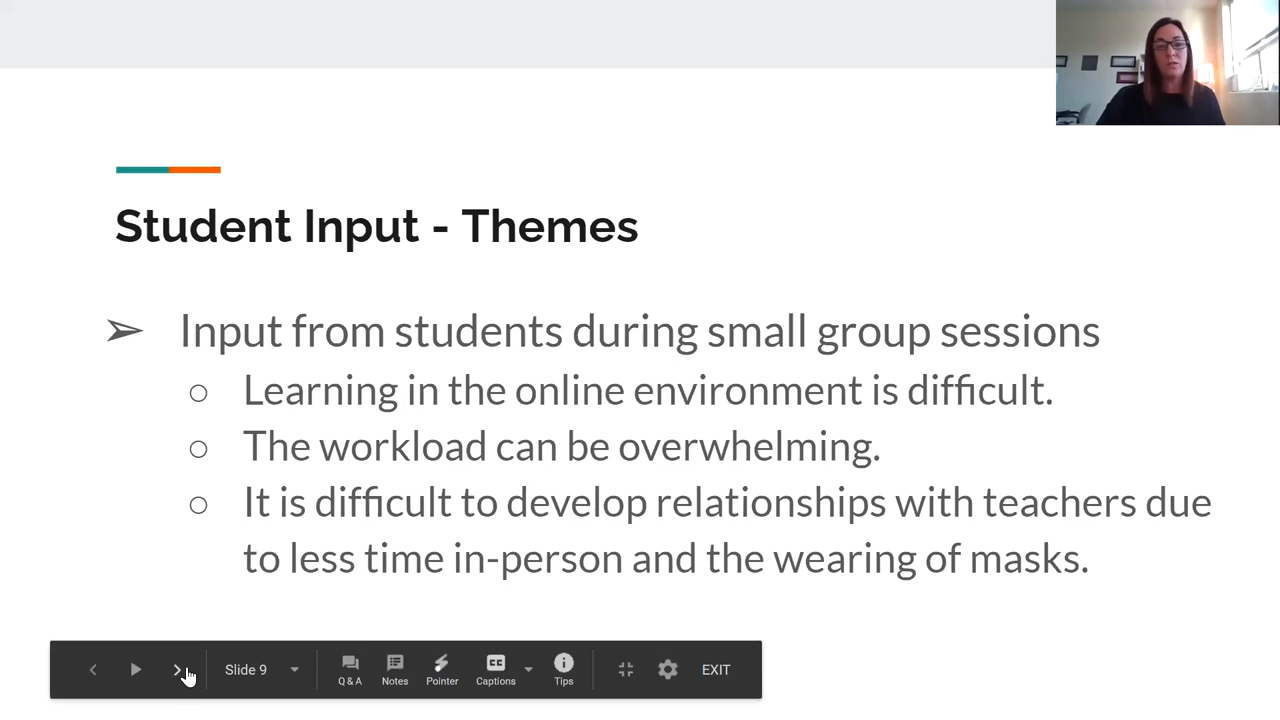 Student Input - Themes
➢ Input from students during small group sessions
○ Learning in the online environment is difficult.
○ The workload can be overwhelming.
○ It is difficult to develop relationships with teachers due
to less time in-person and the wearing of masks.
Slide 9
Q & A
Notes
Pointer
CC
Captions
Tips
EXIT